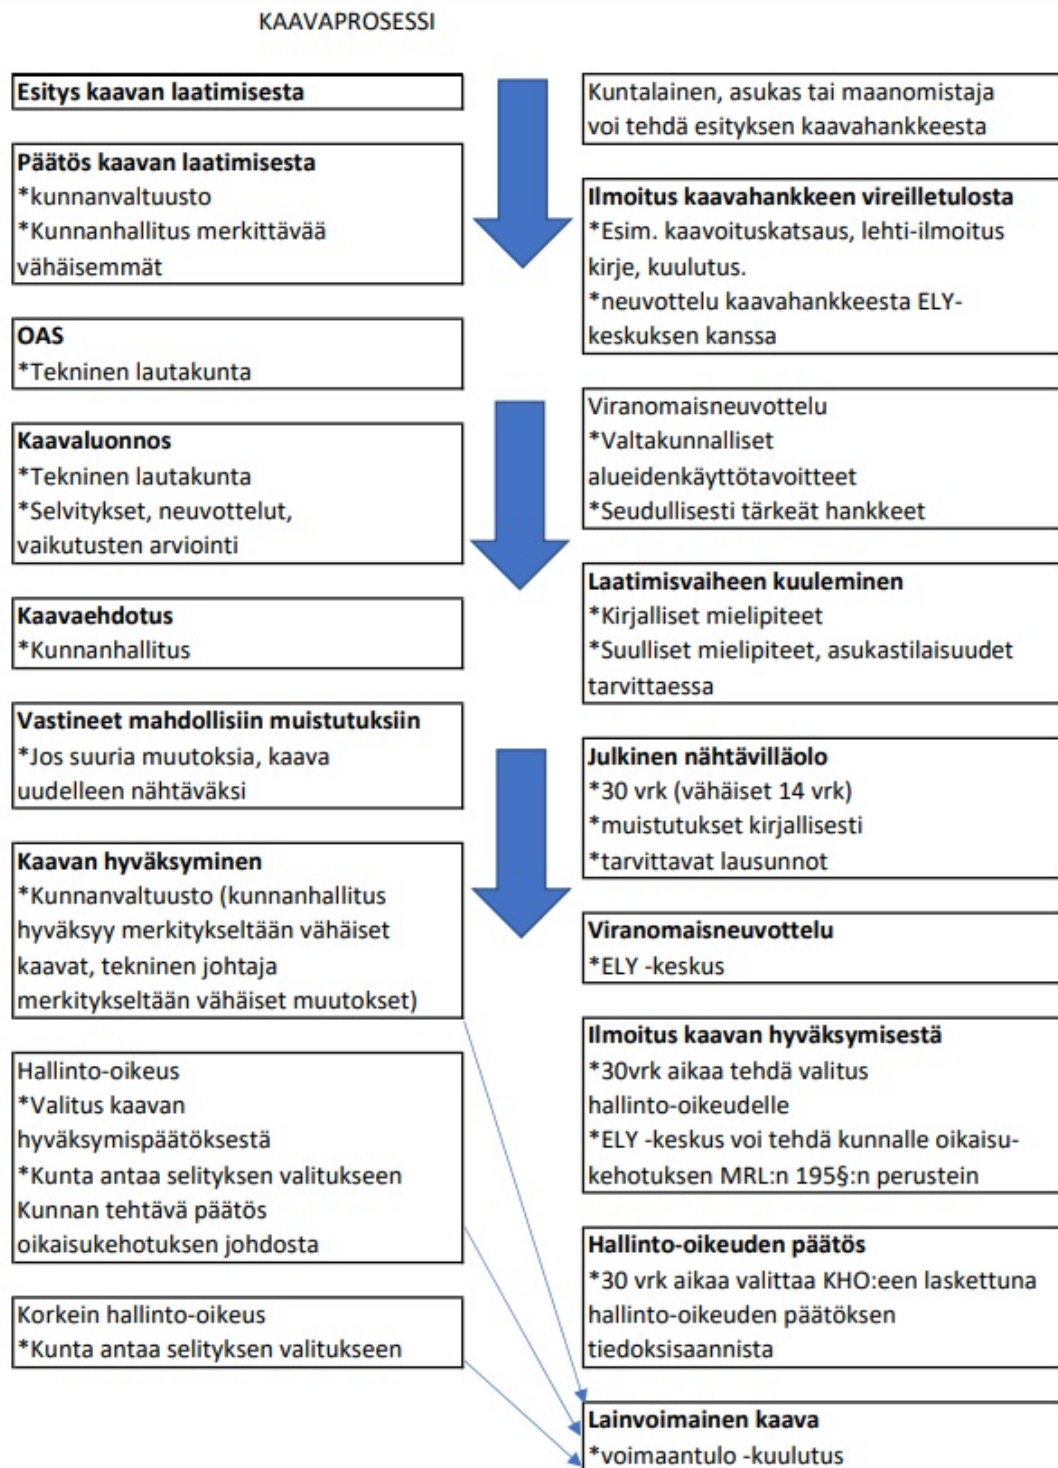 KAAVAPROSESSI
Esitys kaavan laatimisesta
Päätös kaavan laatimisesta
*kunnanvaltuusto
*Kunnanhallitus merkittävää
vähäisemmät
OAS
*Tekninen lautakunta
Kaavaluonnos
*Tekninen lautakunta
*Selvitykset, neuvottelut,
vaikutusten arviointi
Kaavaehdotus
*Kunnanhallitus
Vastineet mahdollisiin muistutuksiin
*Jos suuria muutoksia, kaava
uudelleen nähtäväksi
Kaavan hyväksyminen
*Kunnanvaltuusto (kunnanhallitus
hyväksyy merkitykseltään vähäiset
kaavat, tekninen johtaja
merkitykseltään vähäiset muutokset)
Hallinto-oikeus
*Valitus kaavan
hyväksymispäätöksestä
*Kunta antaa selityksen valitukseen
Kunnan tehtävä päätös
oikaisukehotuksen johdosta
Korkein hallinto-oikeus
*Kunta antaa selityksen valitukseen
Kuntalainen, asukas tai maanomistaja
voi tehdä esityksen kaavahankkeesta
Ilmoitus kaavahankkeen vireilletulosta
*Esim. kaavoituskatsaus, lehti-ilmoitus
kirje, kuulutus.
*neuvottelu kaavahankkeesta ELY-
keskuksen kanssa
Viranomaisneuvottelu
*Valtakunnalliset
alueidenkäyttötavoitteet
*Seudullisesti tärkeät hankkeet
Laatimisvaiheen kuuleminen
*Kirjalliset mielipiteet
*Suulliset mielipiteet, asukastilaisuudet
tarvittaessa
Julkinen nähtävilläolo
*30 vrk (vähäiset 14 vrk)
*muistutukset kirjallisesti
*tarvittavat lausunnot
Viranomaisneuvottelu
*ELY -keskus
Ilmoitus kaavan hyväksymisestä
*30vrk aikaa tehdä valitus
hallinto-oikeudelle
*ELY -keskus voi tehdä kunnalle oikaisu-
kehotuksen MRL:n 195§:n perustein
Hallinto-oikeuden päätös
*30 vrk aikaa valittaa KHO:een laskettuna
hallinto-oikeuden päätöksen
tiedoksisaannista
Lainvoimainen kaava
*voimaantulo -kuulutus